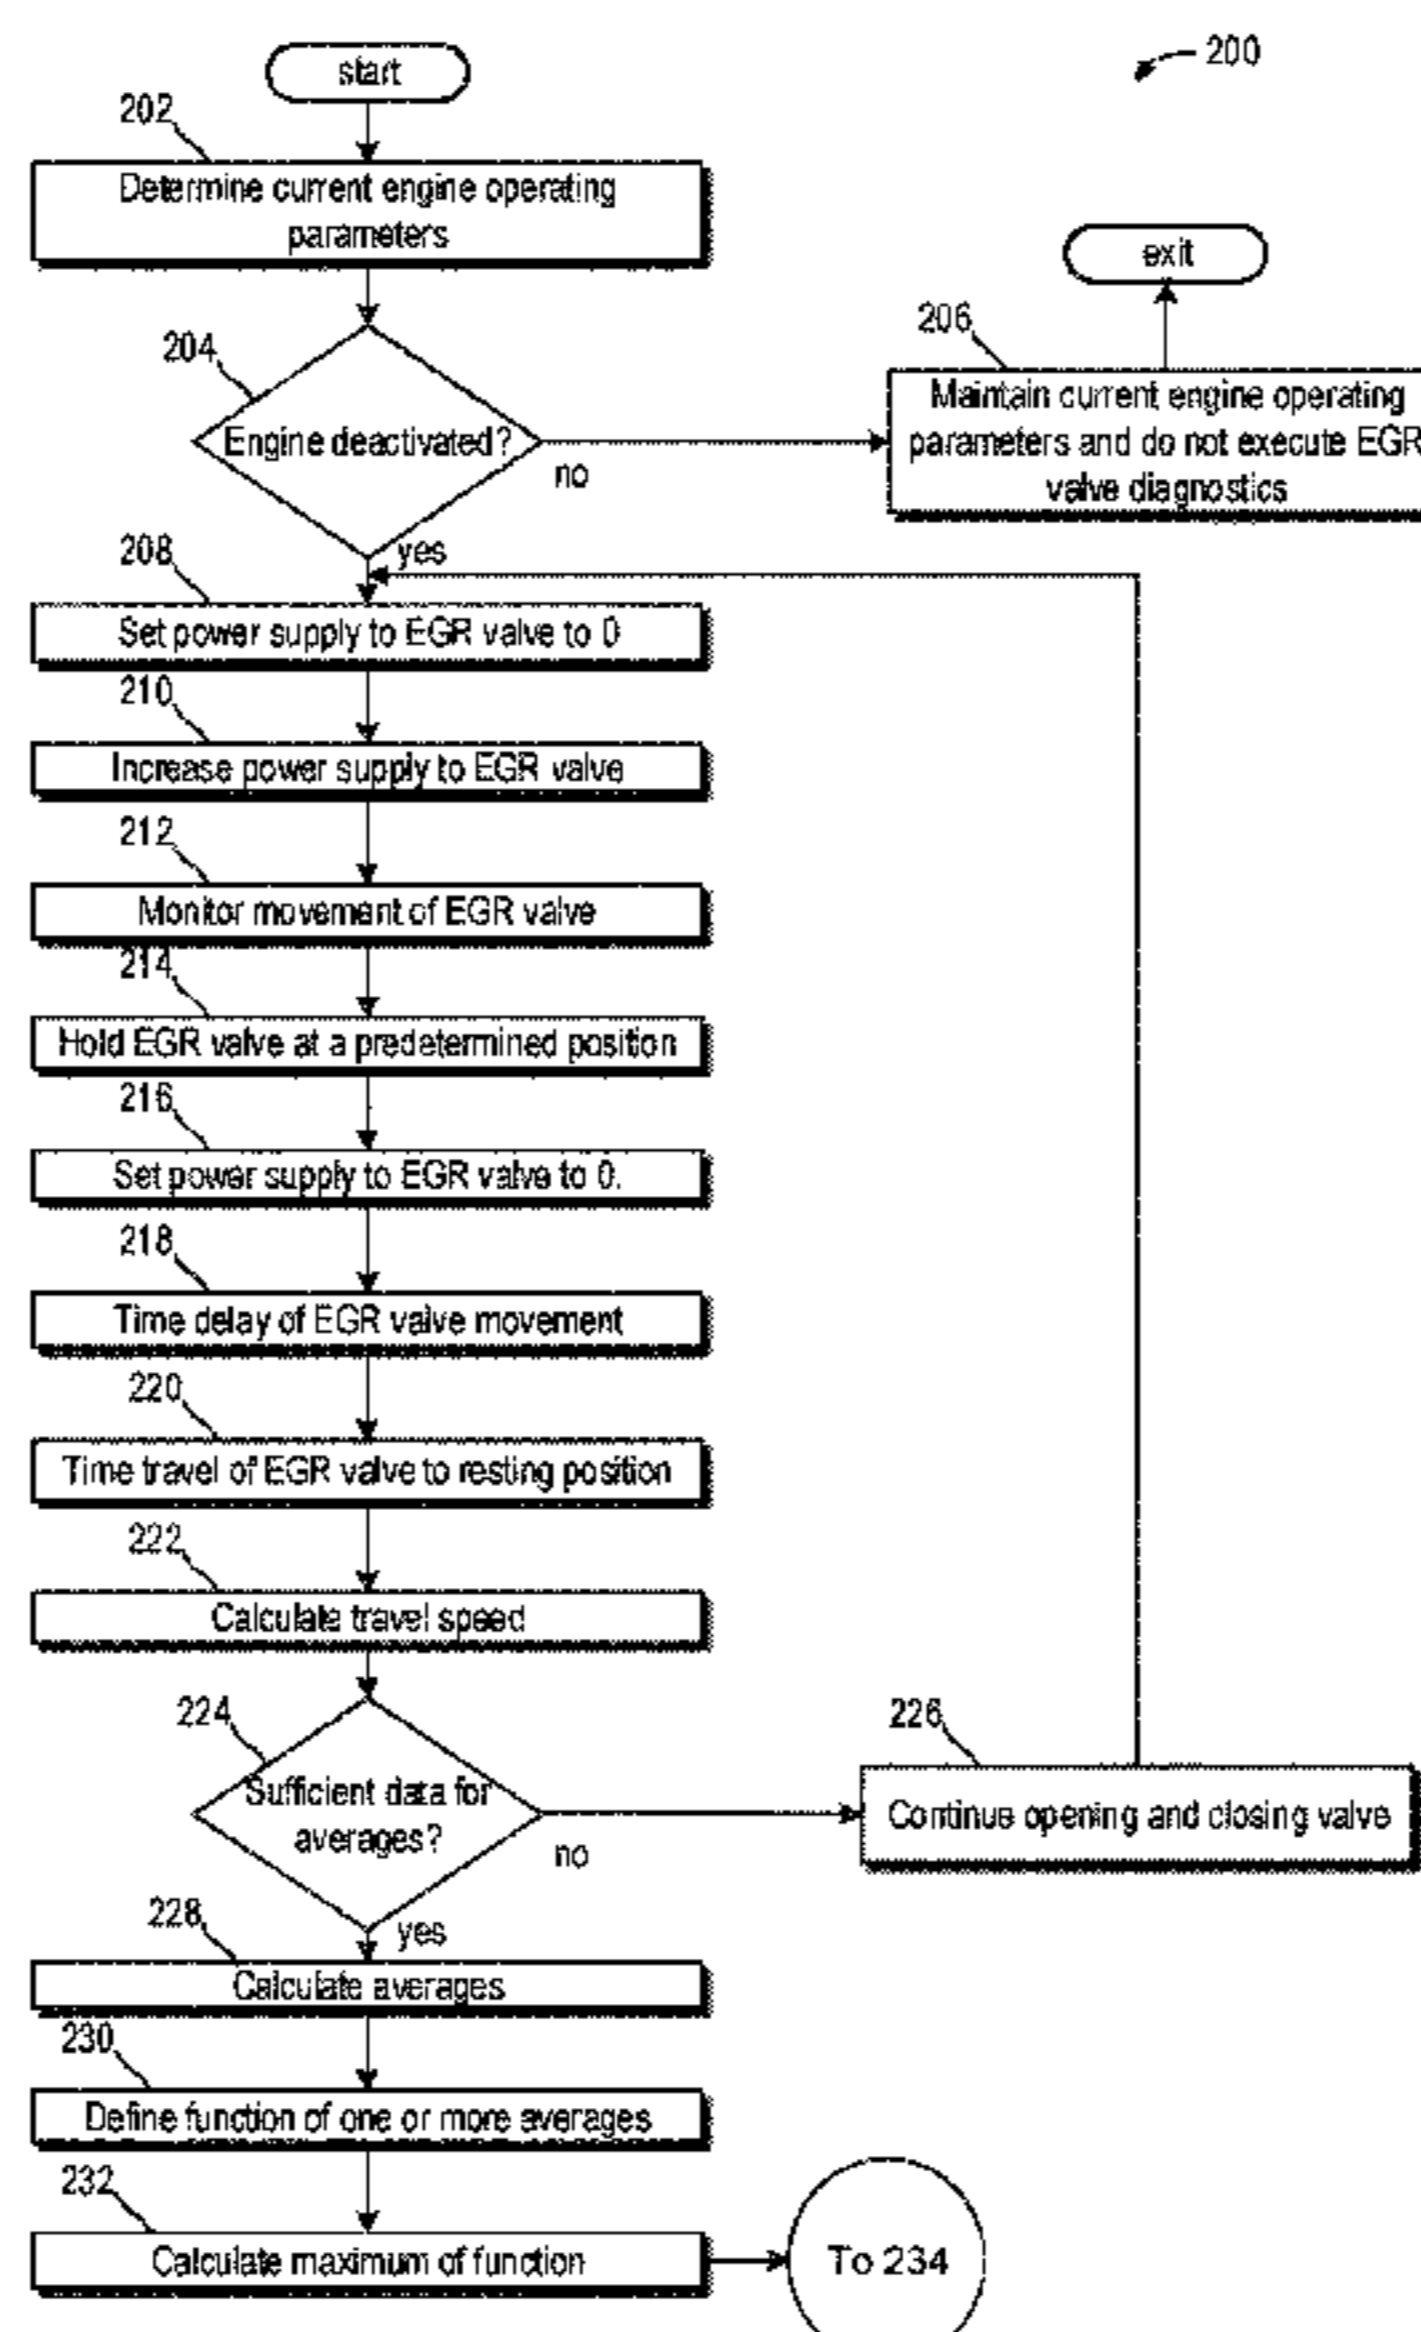 200
start
202
Determine current engine operating
parameters
exit
204
206
Engine deactivated?
Maintain current engine operating
parameters and do not execute EGR
valve diagnostics
no
yes
208
Set power supply to EGR valve to 0
210
Increase power supply to EGR valve
212
Monitor movement of EGR valve
214
Hold EGR valve at a predetermined position
216
Set power supply to EGR valve to 0.
218
Time delay of EGR valve movement
220
Time travel of EGR valve to resting position
222
Calculate travel speed
224
Sufficient data for
averages?
no
226
Continue opening and closing valve
yes
228
Calculate averages
230
Define function of one or more averages
232
Calculate maximum of function
To 234